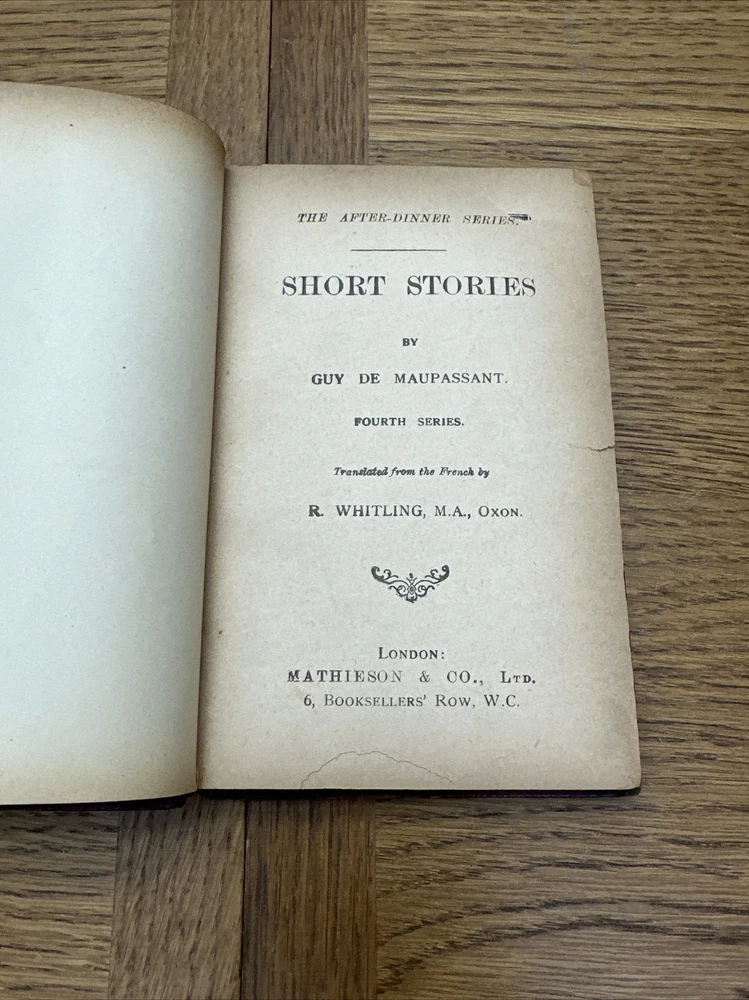 THE AFTER-DINNER SERIES.
SHORT STORIES
BY
GUY DE MAUPASSANT.
FOURTH SERIES.
Translated from the French by
R. WHITLING, M.A., OXON.
LONDON:
MATHIESON & CO., LTD.
6, BOOKSELLERS' ROW, W.C.